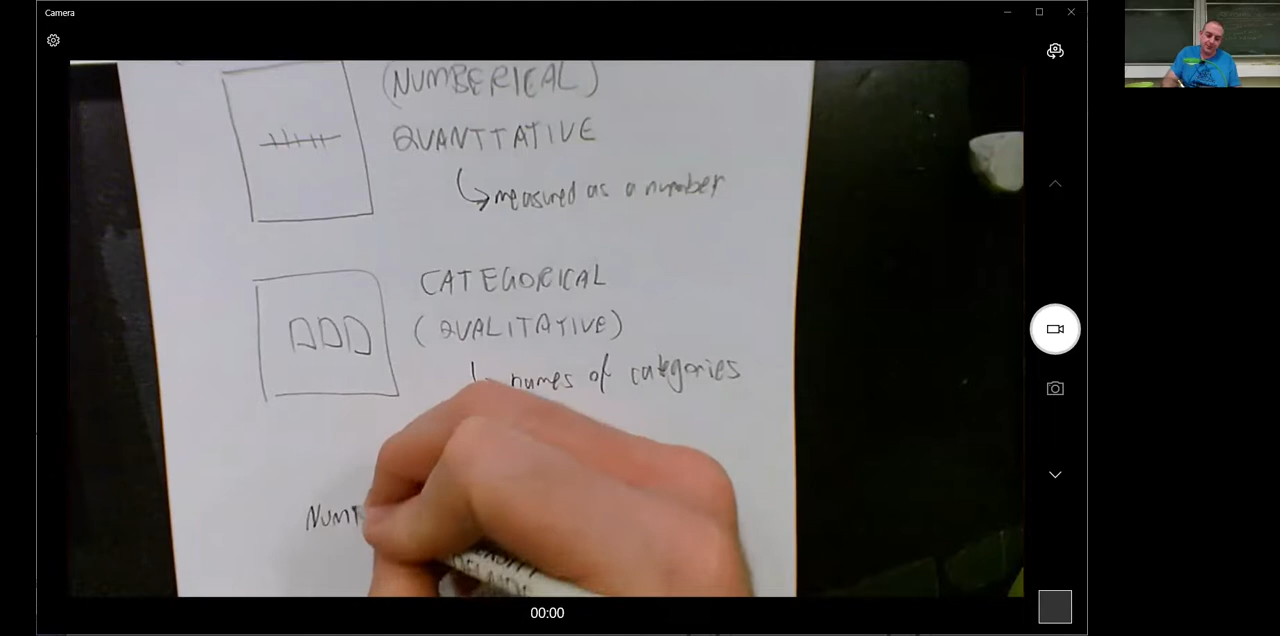 Camera
(NUMBERICAL)
QUANTTATIVE
measured as a number
CATEGORICAL
(QUALITATIVE)
names of categories
00:00